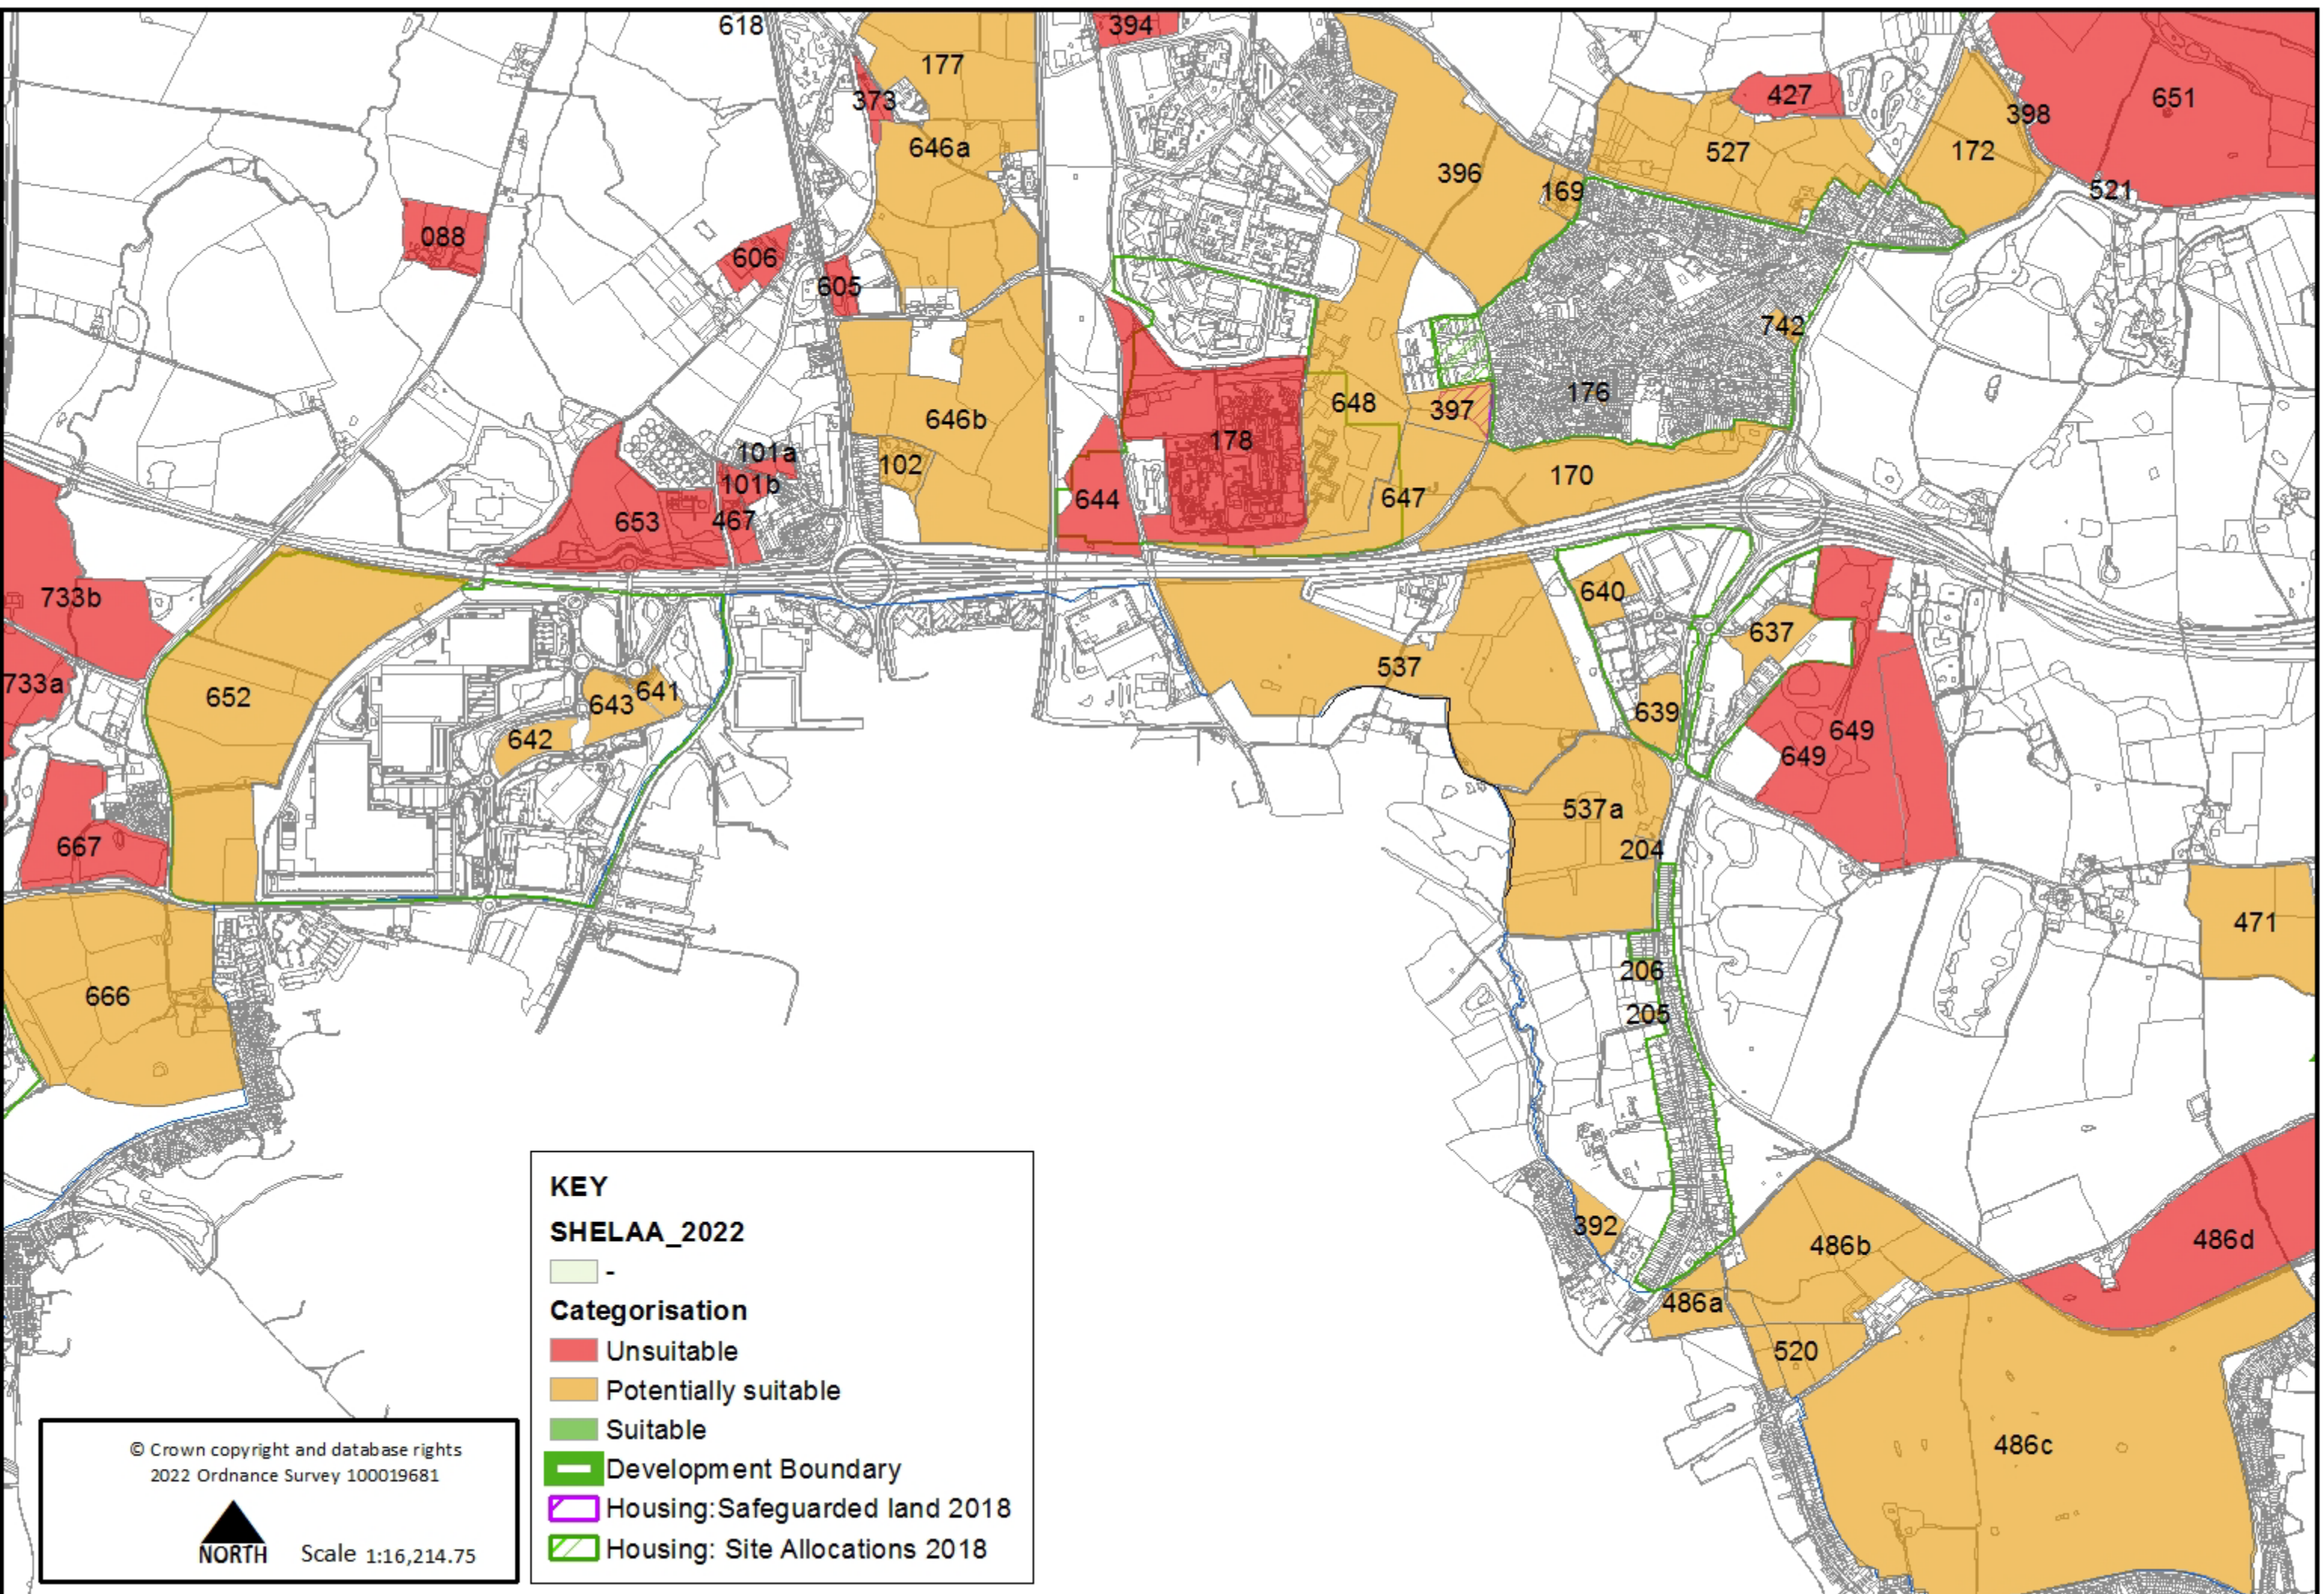 618
394
177
373
427
651
398
646a
527
172
396
169
521
088
606
605
742
176
648
397
646b
178
101a
102
170
101b
644
647
653
467
733b
640
637
537
733a
652
643
641
639
649
642
649
537a
667
204
471
206
666
205
392
486b
486d
486a
520
486c
KEY
SHELAA_2022
-
Categorisation
Unsuitable
Potentially suitable
Suitable
Development Boundary
Housing:Safeguarded land 2018
Housing: Site Allocations 2018
© Crown copyright and database rights
2022 Ordnance Survey 100019681
NORTH
Scale 1:16,214.75